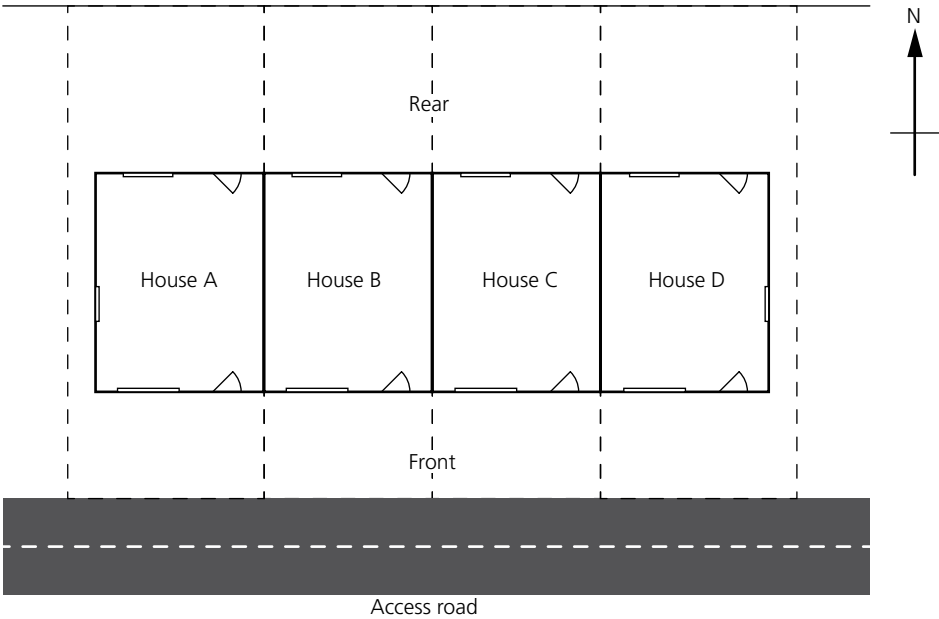 N
Rear
House A
House B
House C
House D
Front
Access road